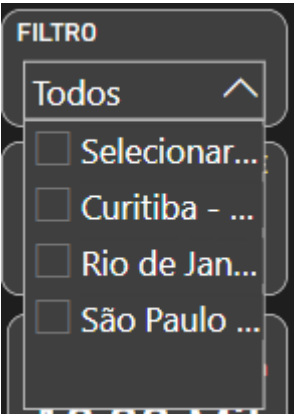 FILTRO
Todos
Selecionar...
Curitiba - ...
Rio de Jan...
São Paulo ...